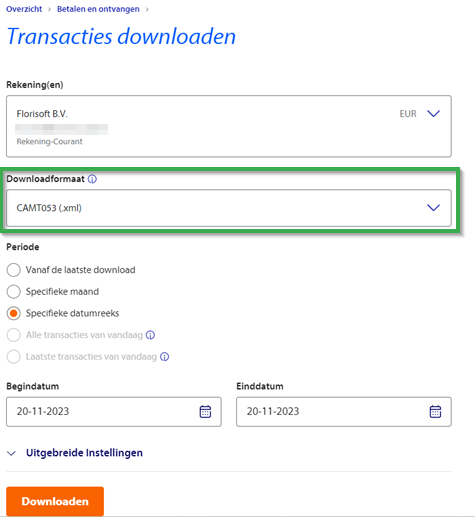 Overzicht > Betalen en ontvangen >
Transacties downloaden
Rekening(en)
Florisoft B.V. EUR
Rekening-Courant
Downloadformaat
CAMT053 (.xml)
Periode
Vanaf de laatste download
Specifieke maand
Specifieke datumreeks
Alle transacties van vandaag
Laatste transacties van vandaag
Begindatum Einddatum
20-11-2023 20-11-2023
Uitgebreide Instellingen
Downloaden